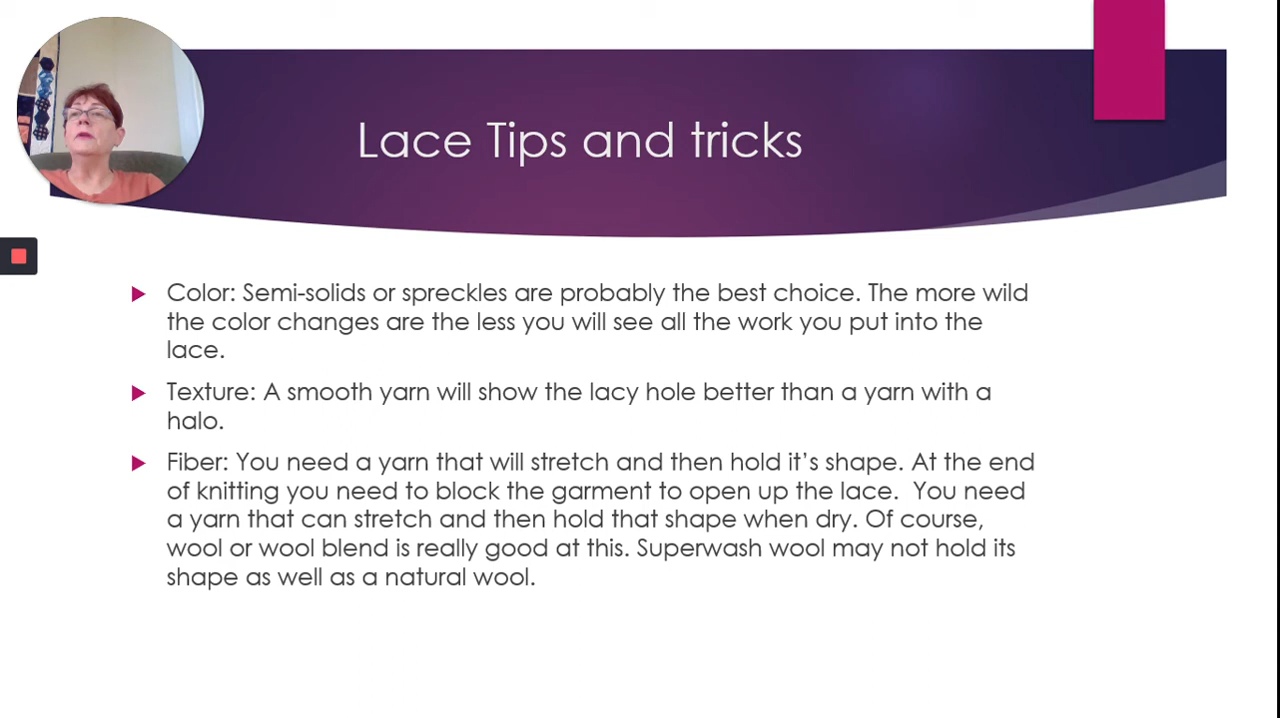 Lace Tips and tricks
Color: Semi-solids or spreckles are probably the best choice. The more wild
the color changes are the less you will see all the work you put into the
lace.
Texture: A smooth yarn will show the lacy hole better than a yarn with a
halo.
Fiber: You need a yarn that will stretch and then hold it's shape. At the end
of knitting you need to block the garment to open up the lace.  You need
a yarn that can stretch and then hold that shape when dry. Of course,
wool or wool blend is really good at this. Superwash wool may not hold its
shape as well as a natural wool.